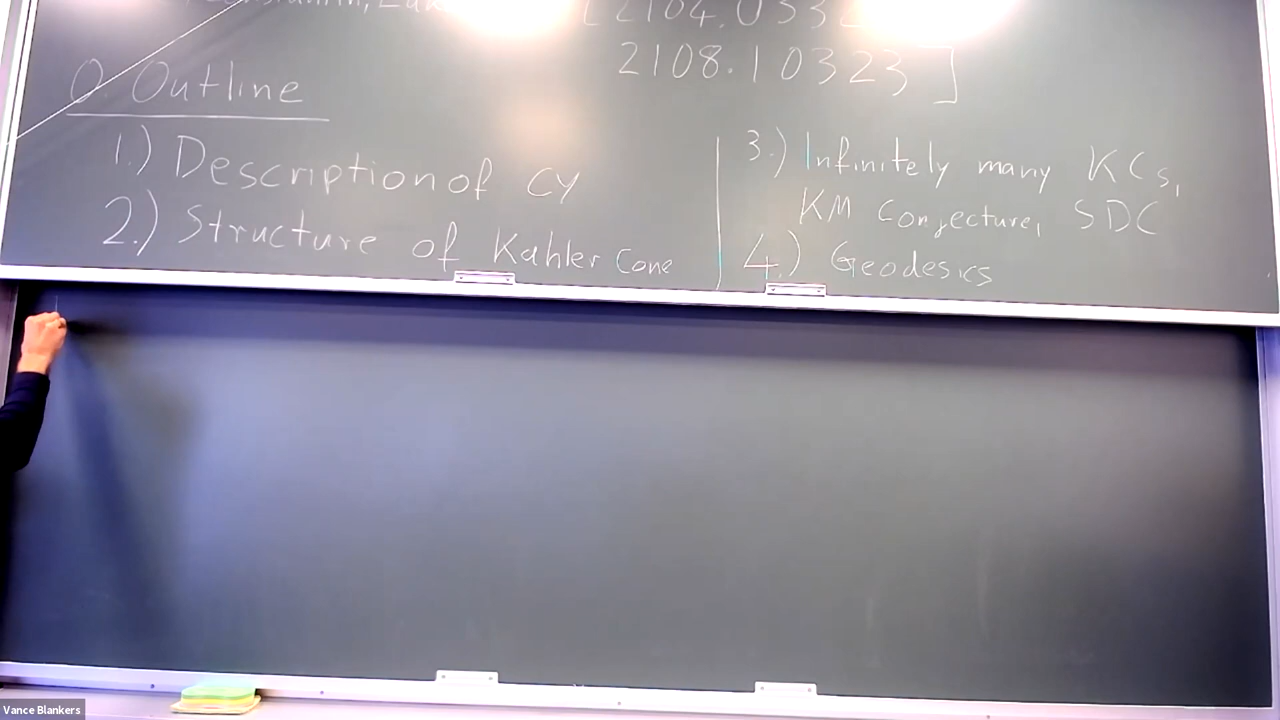 [2104.033
2108.10323]
0. Outline
1.) Description of CY
2.) Structure of Kahler Cone
3.) Infinitely many KCs,
KM Conjecture, SDC
4.) Geodesics
Vance Blankers